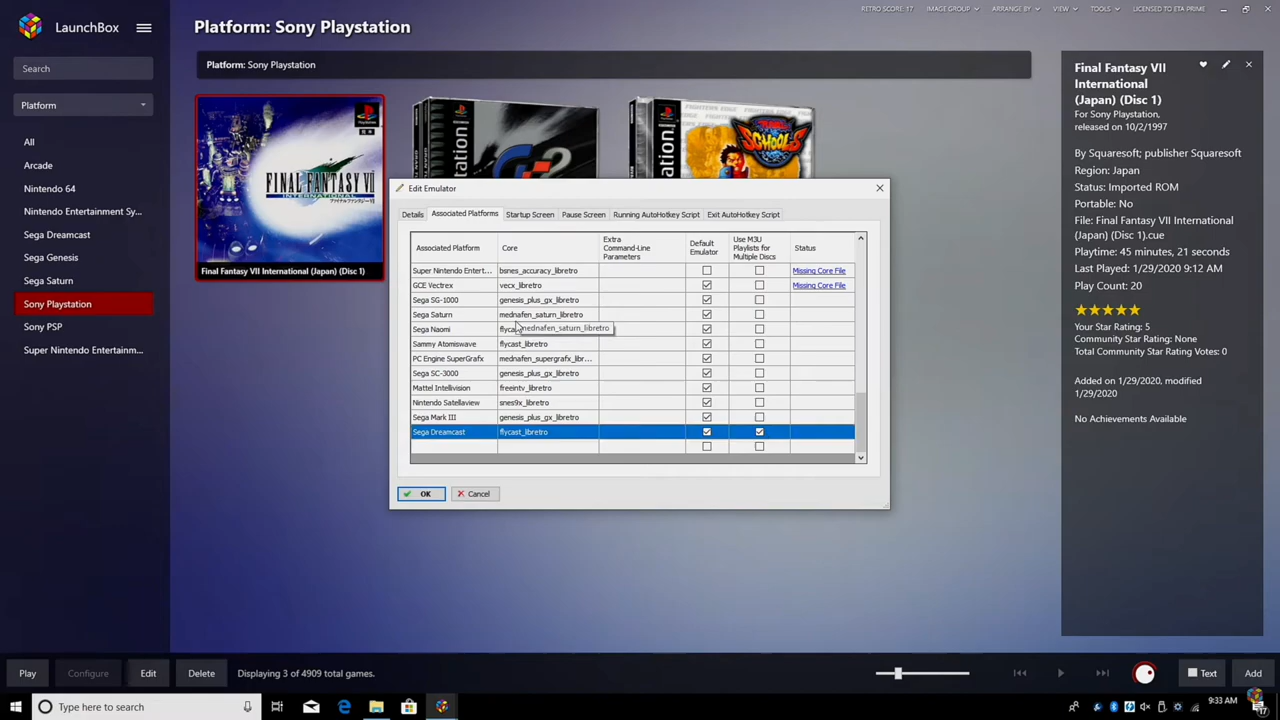 LaunchBox
Platform: Sony Playstation
RETRO SCORE: 17
IMAGE GROUP
ARRANGE BY
VIEW
TOOLS
LICENSED TO ETA PRIME
Search
Platform: Sony Playstation
Platform
All
Arcade
Nintendo 64
Nintendo Entertainment Sy...
Sega Dreamcast
Sega Genesis
Sega Saturn
Sony Playstation
Sony PSP
Super Nintendo Entertainm...
FINAL FANTASY VII
INTERNATIONAL
Final Fantasy VII International (Japan) (Disc 1)
Edit Emulator
Details
Associated Platforms
Startup Screen
Pause Screen
Running AutoHotkey Script
Exit AutoHotkey Script
Associated Platform
Core
Extra
Command-Line
Parameters
Default
Emulator
Use M3U
Playlists for
Multiple Discs
Status
Super Nintendo Entert... bsnes_accuracy_libretro Missing Core File
GCE Vectrex vecx_libretro Missing Core File
Sega SG-1000 genesis_plus_gx_libretro
Sega Saturn mednafen_saturn_libretro
Sega Naomi mednafen_saturn_libretro
Sammy Atomiswave flycast_libretro
PC Engine SuperGrafx mednafen_supergrafx_libr...
Sega SC-3000 genesis_plus_gx_libretro
Mattel Intellivision freeintv_libretro
Nintendo Satellaview snes9x_libretro
Sega Mark III genesis_plus_gx_libretro
Sega Dreamcast flycast_libretro
OK
Cancel
Final Fantasy VII
International
(Japan) (Disc 1)
For Sony Playstation,
released on 10/2/1997
By Squaresoft; publisher Squaresoft
Region: Japan
Status: Imported ROM
Portable: No
File: Final Fantasy VII International
(Japan) (Disc 1).cue
Playtime: 45 minutes, 21 seconds
Last Played: 1/29/2020 9:12 AM
Play Count: 20
Your Star Rating: 5
Community Star Rating: None
Total Community Star Rating Votes: 0
Added on 1/29/2020, modified
1/29/2020
No Achievements Available
Play
Configure
Edit
Delete
Displaying 3 of 4909 total games.
Text
Add
Type here to search
9:33 AM
17